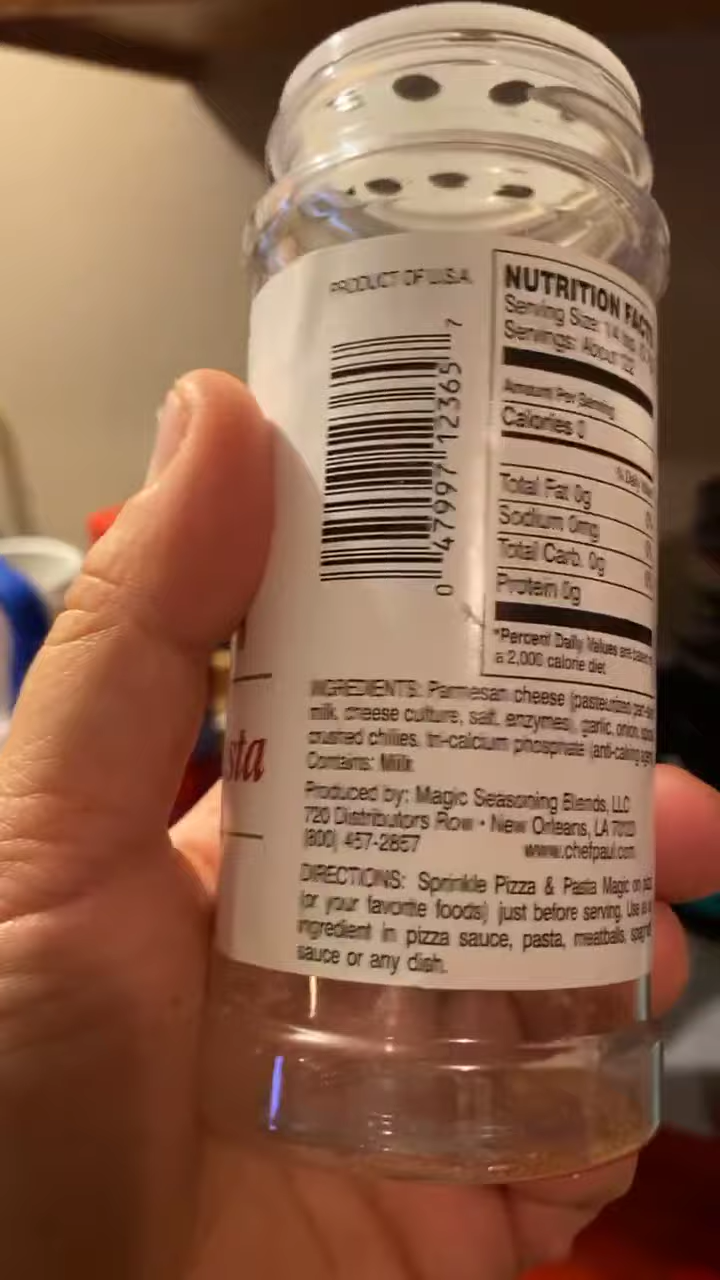 PRODUCT OF U.S.A.
0 47997 12365 7
NUTRITION FACTS
Serving Size: 1/4 tsp
Servings: About 122
Amount Per Serving
Calories 0
% Daily
Total Fat 0g
Sodium 0mg
Total Carb. 0g
Protein 0g
*Percent Daily Values are based
a 2,000 calorie diet
sta
INGREDIENTS: Parmesan cheese (pasteurized
milk, cheese culture, salt, enzymes), garlic, onion,
crushed chilies, tri-calcium phosphate (anti-caking
Contains: Milk
Produced by: Magic Seasoning Blends, LLC
720 Distributors Row • New Orleans, LA 70123
(800) 457-2857
www.chefpaul.com
DIRECTIONS: Sprinkle Pizza & Pasta Magic on
(or your favorite foods) just before serving. Use
ingredient in pizza sauce, pasta, meatballs,
sauce or any dish.